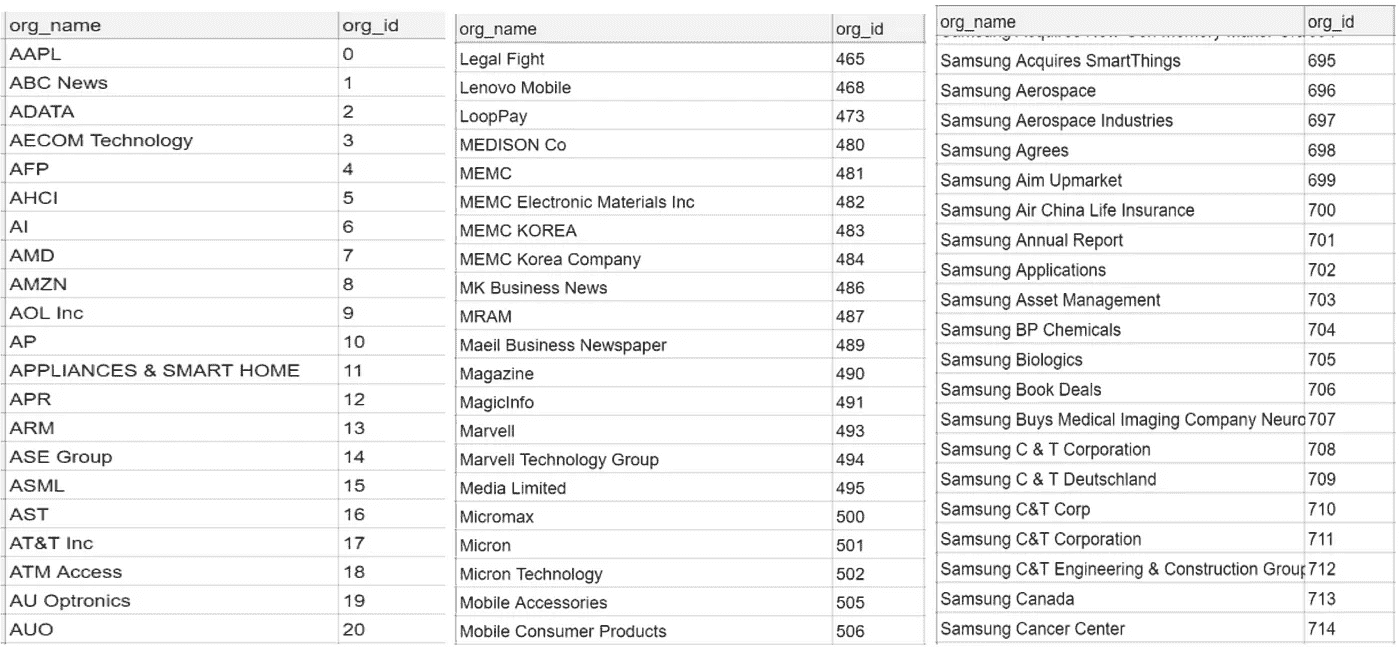 org_name org_id
AAPL 0
ABC News 1
ADATA 2
AECOM Technology 3
AFP 4
AHCI 5
AI 6
AMD 7
AMZN 8
AOL Inc 9
AP 10
APPLIANCES & SMART HOME 11
APR 12
ARM 13
ASE Group 14
ASML 15
AST 16
AT&T Inc 17
ATM Access 18
AU Optronics 19
AUO 20
org_name org_id
Legal Fight 465
Lenovo Mobile 468
LoopPay 473
MEDISON Co 480
MEMC 481
MEMC Electronic Materials Inc 482
MEMC KOREA 483
MEMC Korea Company 484
MK Business News 486
MRAM 487
Maeil Business Newspaper 489
Magazine 490
MagicInfo 491
Marvell 493
Marvell Technology Group 494
Media Limited 495
Micromax 500
Micron 501
Micron Technology 502
Mobile Accessories 505
Mobile Consumer Products 506
org_name org_id
Samsung Acquires SmartThings 695
Samsung Aerospace 696
Samsung Aerospace Industries 697
Samsung Agrees 698
Samsung Aim Upmarket 699
Samsung Air China Life Insurance 700
Samsung Annual Report 701
Samsung Applications 702
Samsung Asset Management 703
Samsung BP Chemicals 704
Samsung Biologics 705
Samsung Book Deals 706
Samsung Buys Medical Imaging Company Neuro 707
Samsung C & T Corporation 708
Samsung C & T Deutschland 709
Samsung C&T Corp 710
Samsung C&T Corporation 711
Samsung C&T Engineering & Construction Group 712
Samsung Canada 713
Samsung Cancer Center 714